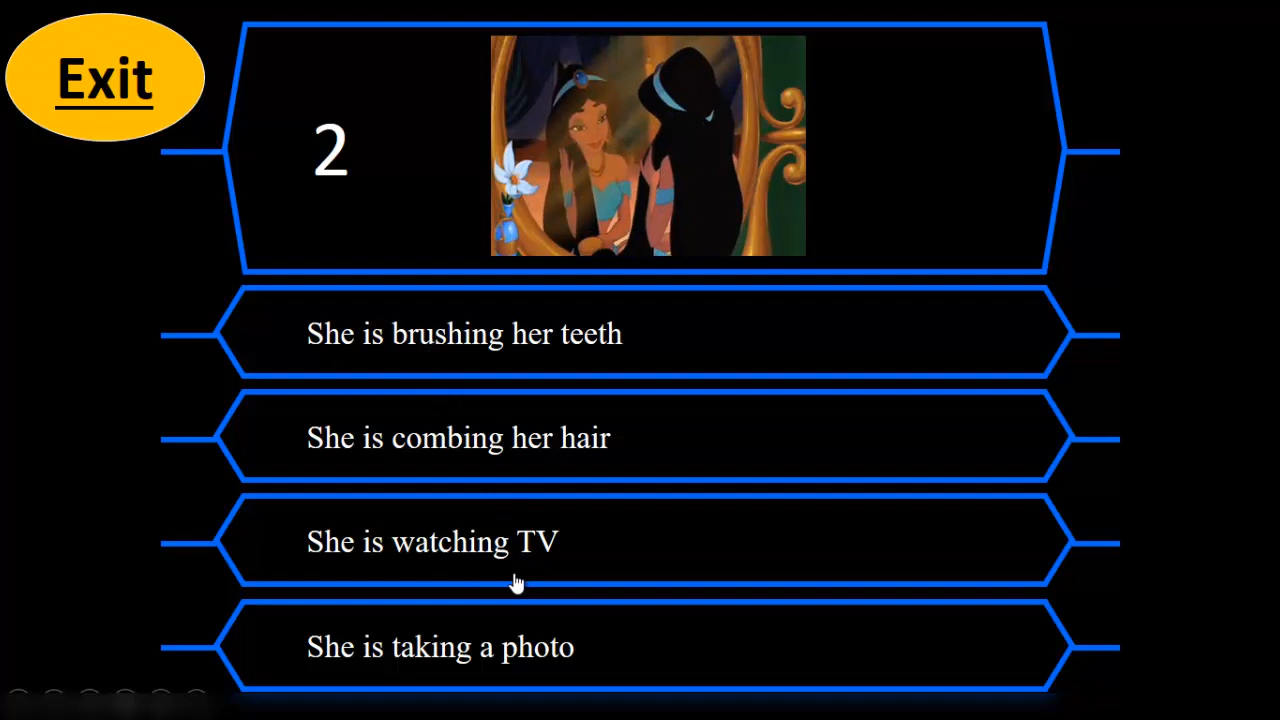 Exit
2
She is brushing her teeth
She is combing her hair
She is watching TV
She is taking a photo